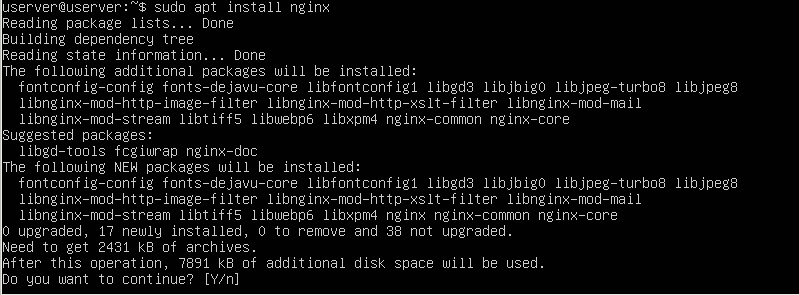 userver@userver:~$ sudo apt install nginx
Reading package lists... Done
Building dependency tree
Reading state information... Done
The following additional packages will be installed:
  fontconfig-config fonts-dejavu-core libfontconfig1 libgd3 libjbig0 libjpeg-turbo8 libjpeg8
  libnginx-mod-http-image-filter libnginx-mod-http-xslt-filter libnginx-mod-mail
  libnginx-mod-stream libtiff5 libwebp6 libxpm4 nginx-common nginx-core
Suggested packages:
  libgd-tools fcgiwrap nginx-doc
The following NEW packages will be installed:
  fontconfig-config fonts-dejavu-core libfontconfig1 libgd3 libjbig0 libjpeg-turbo8 libjpeg8
  libnginx-mod-http-image-filter libnginx-mod-http-xslt-filter libnginx-mod-mail
  libnginx-mod-stream libtiff5 libwebp6 libxpm4 nginx nginx-common nginx-core
0 upgraded, 17 newly installed, 0 to remove and 38 not upgraded.
Need to get 2431 kB of archives.
After this operation, 7891 kB of additional disk space will be used.
Do you want to continue? [Y/n]